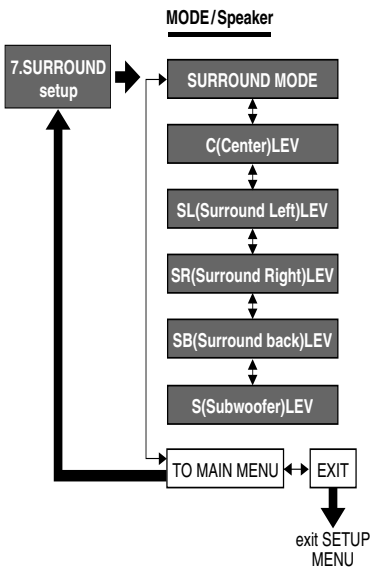 MODE/Speaker
7.SURROUND
setup
SURROUND MODE
C(Center)LEV
SL(Surround Left)LEV
SR(Surround Right)LEV
SB(Surround back)LEV
S(Subwoofer)LEV
TO MAIN MENU
EXIT
exit SETUP
MENU